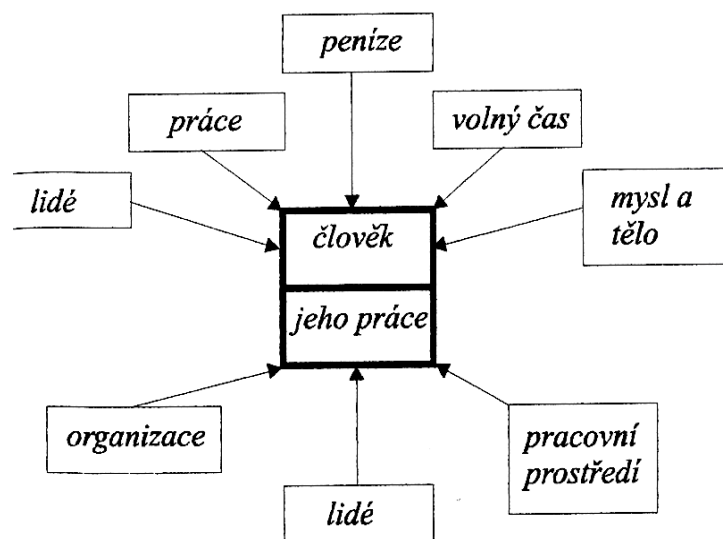 peníze
práce
volný čas
lidé
mysl a
tělo
člověk
jeho práce
organizace
pracovní
prostředí
lidé